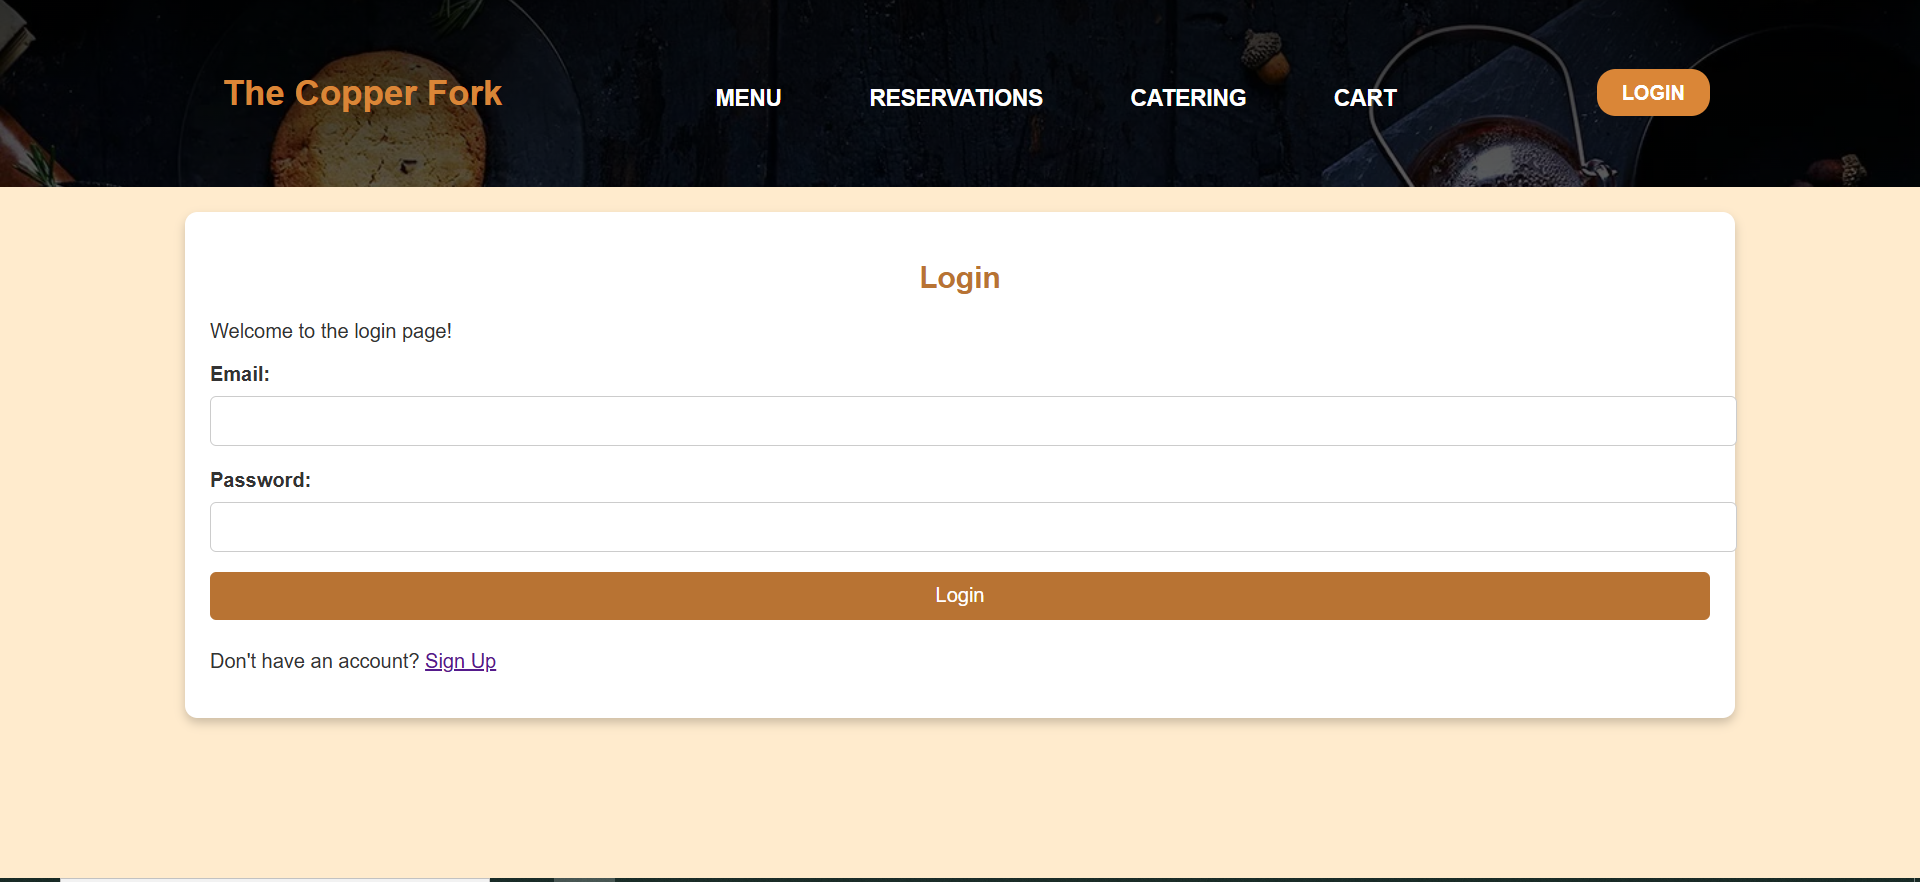 The Copper Fork
MENU RESERVATIONS CATERING CART LOGIN
Login
Welcome to the login page!
Email:
Password:
Login
Don't have an account? Sign Up